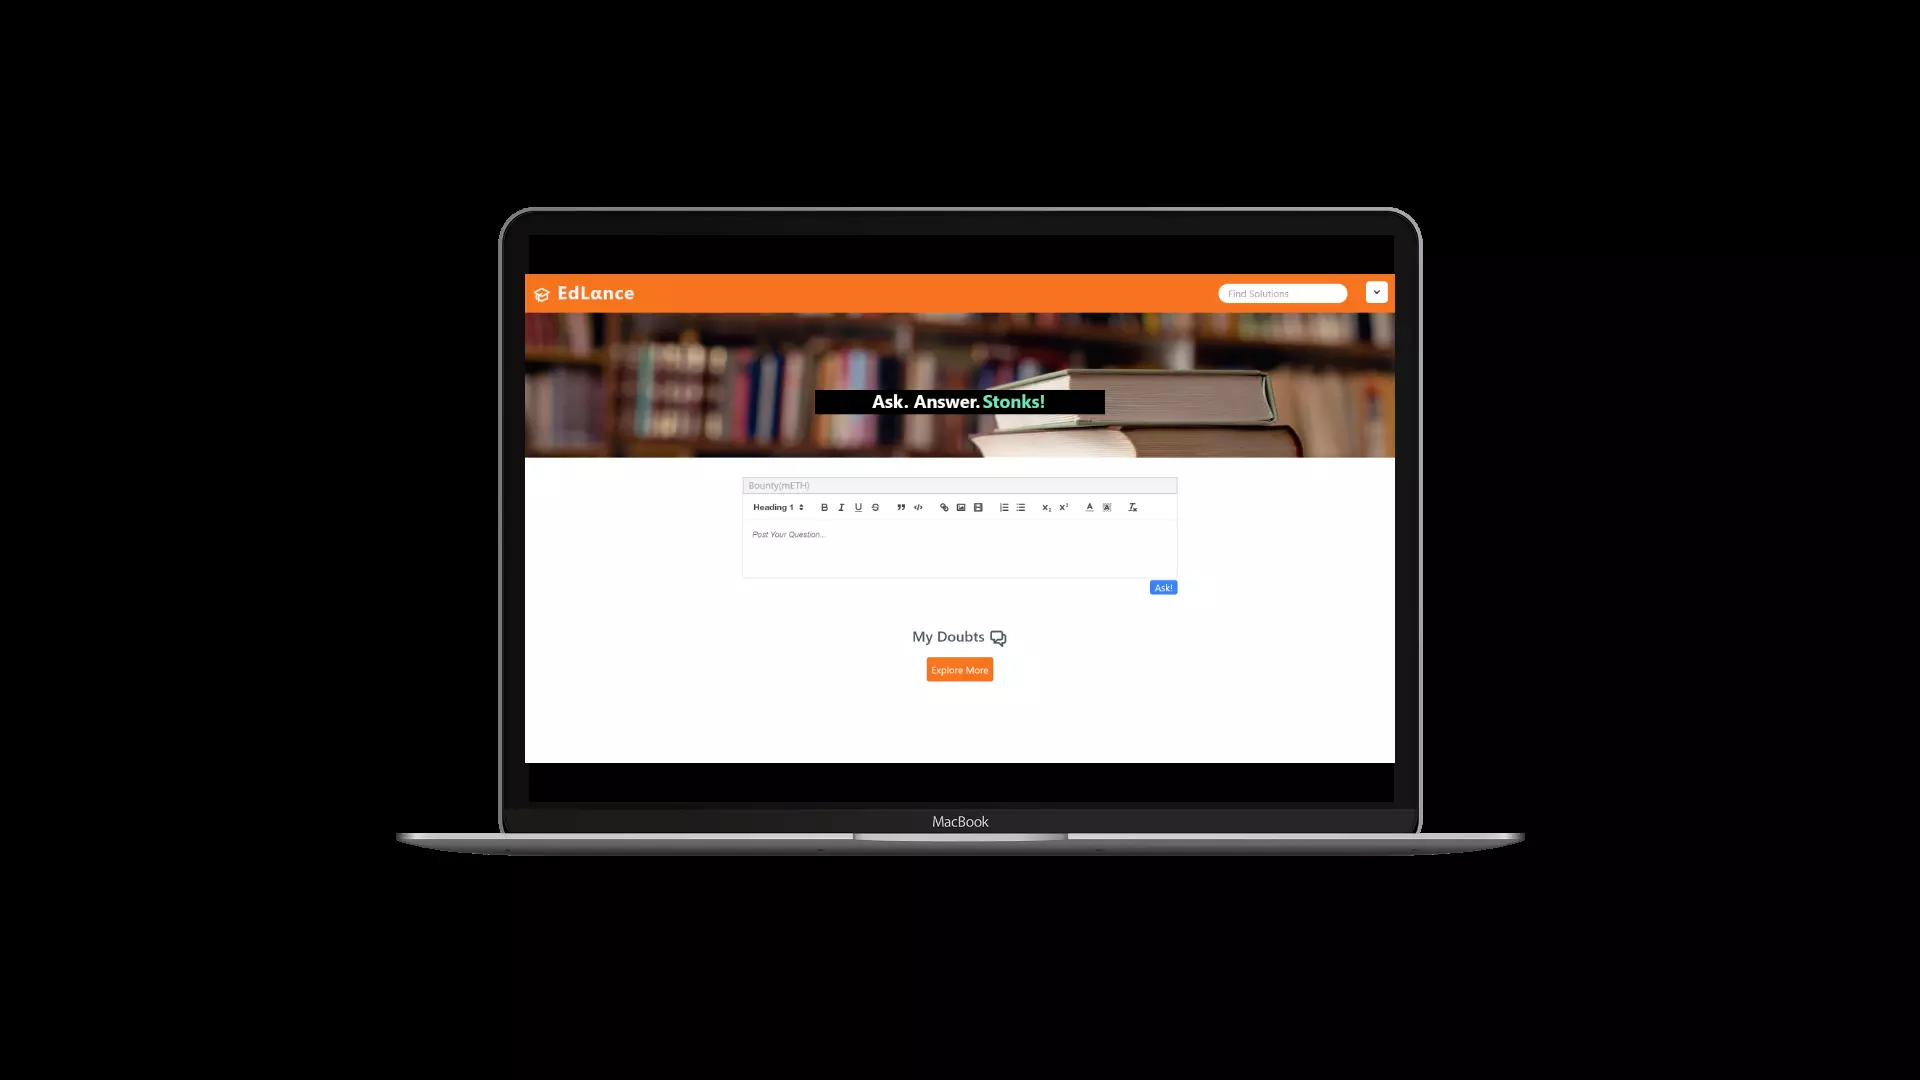 EdLance
Find Solutions
Ask. Answer. Stonks!
Bounty(mETH)
Heading 1
B I U S
Post Your Question...
Ask!
My Doubts
Explore More
MacBook